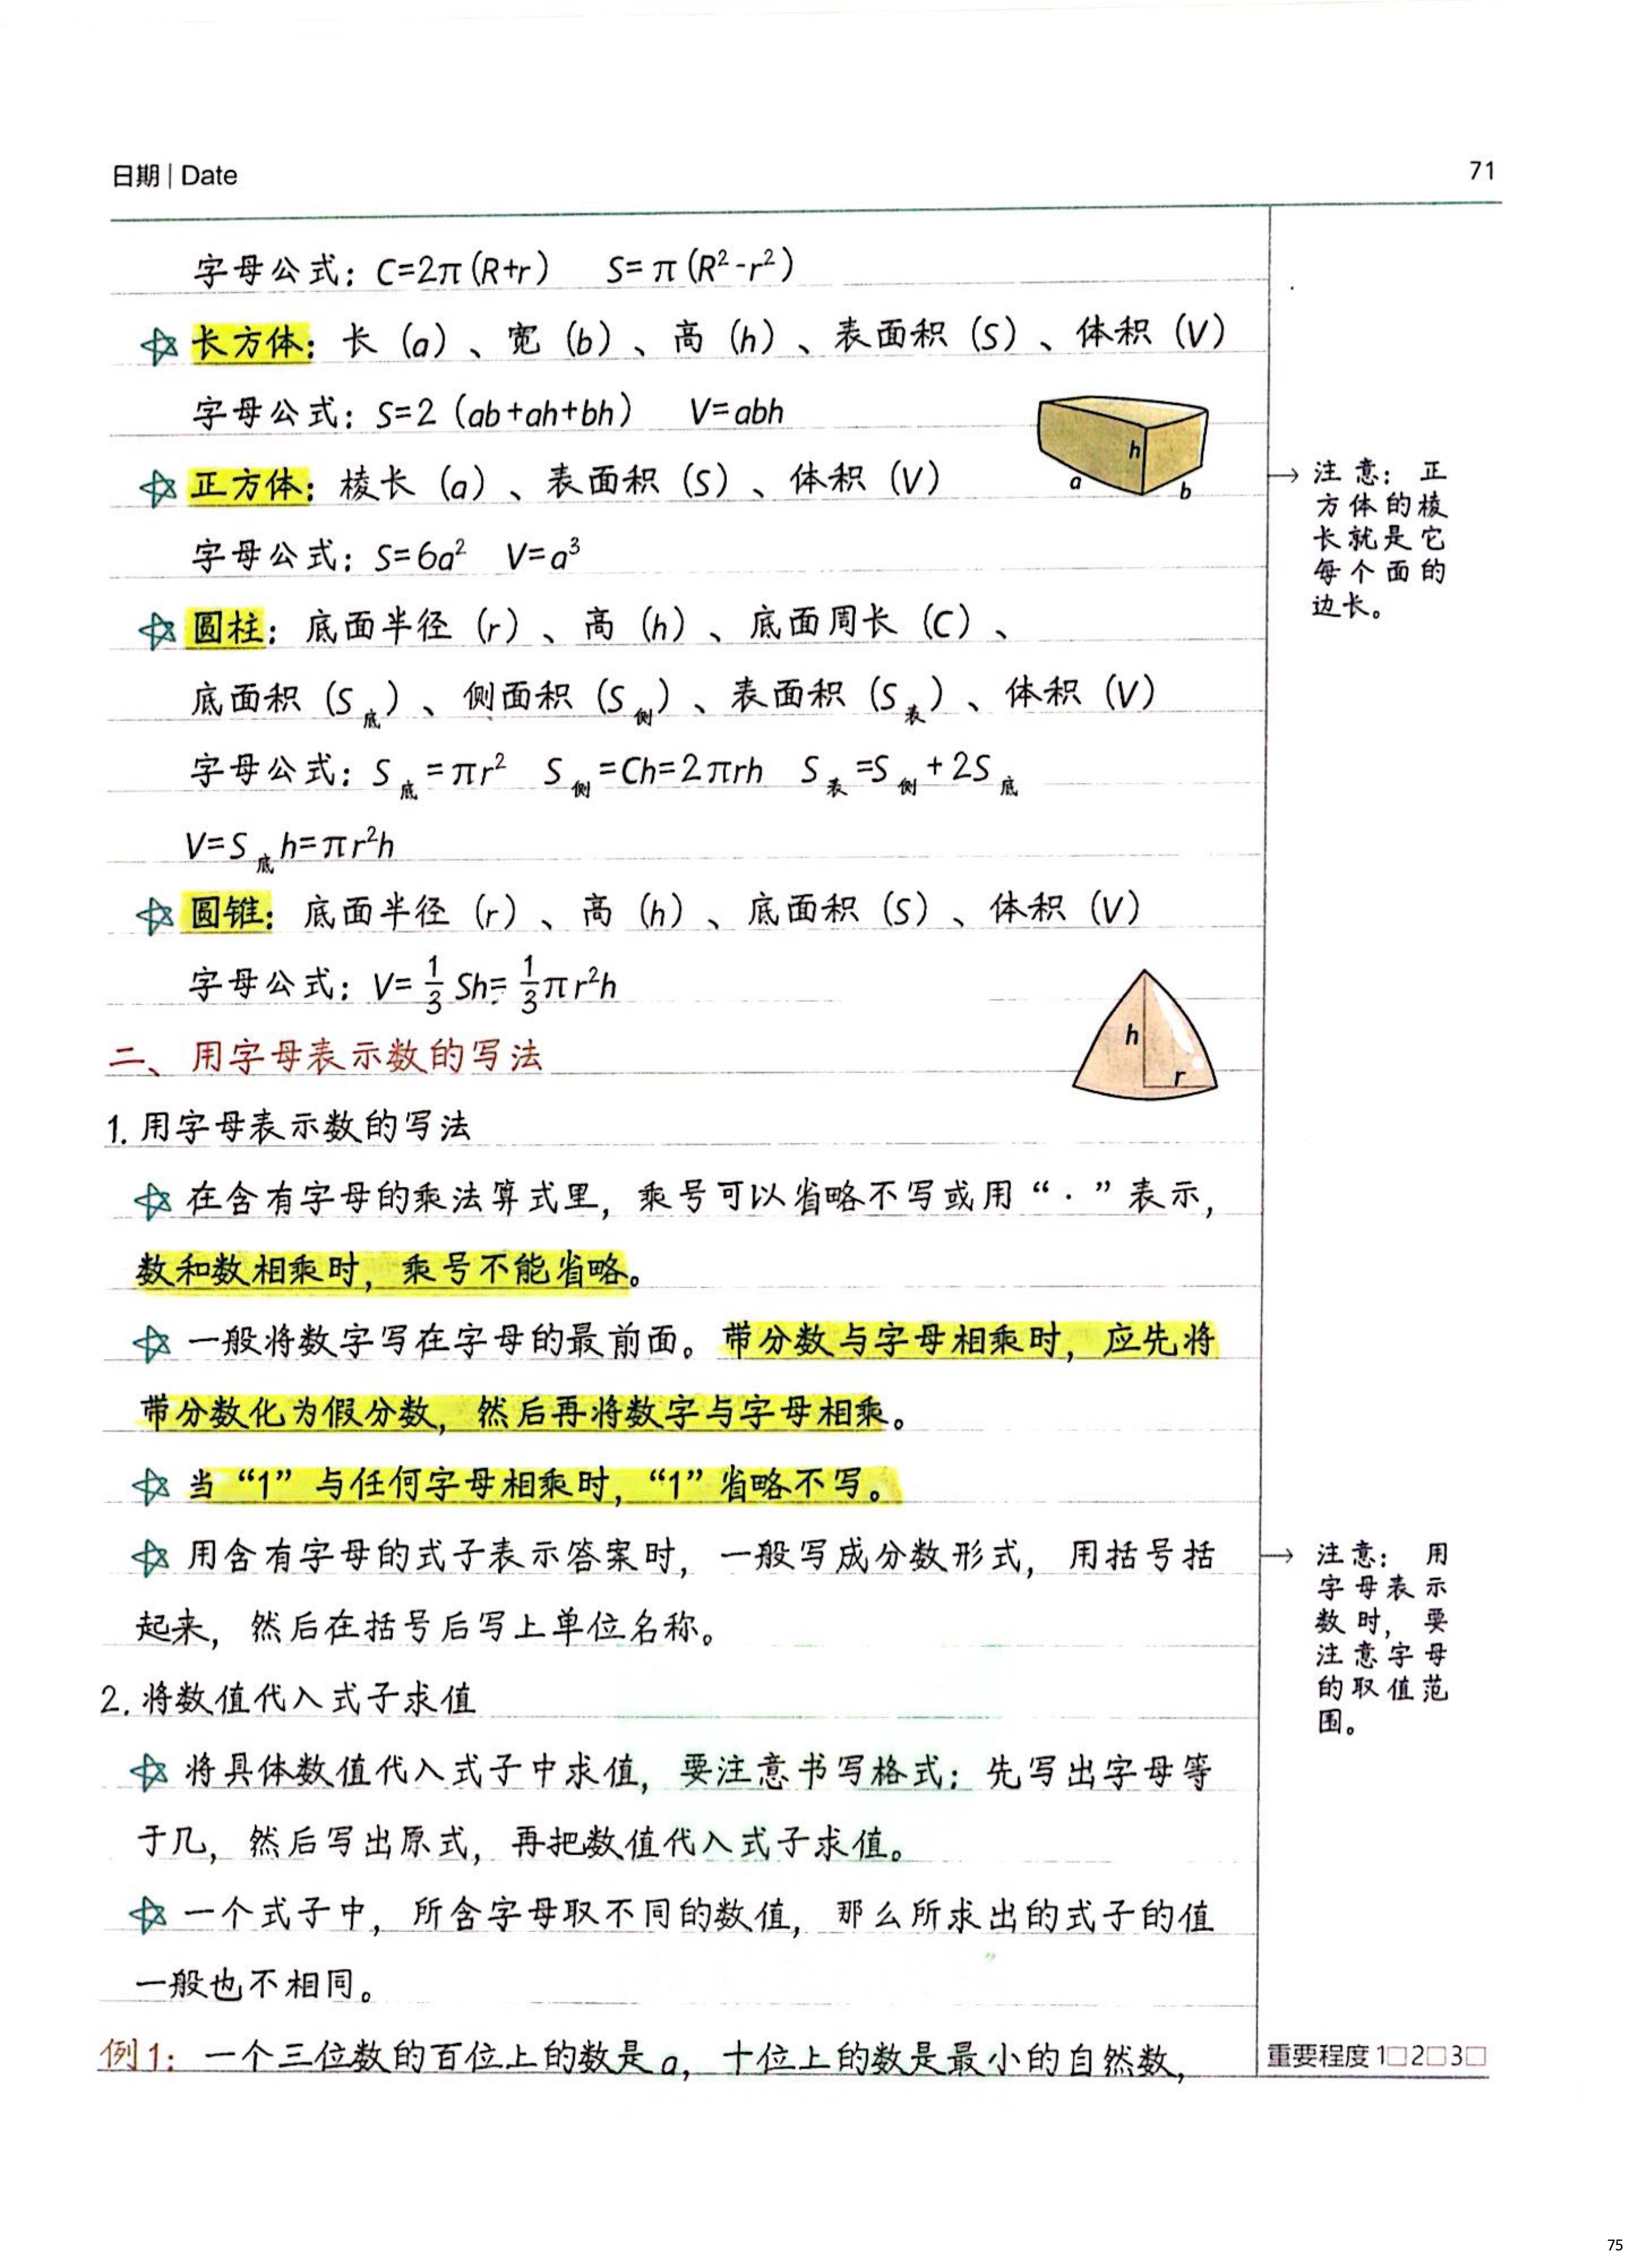 日期 | Date
71
字母公式：C=2π(R+r) S=π(R²-r²)
☆ 长方体：长（a）、宽（b）、高（h）、表面积（S）、体积（V）
字母公式：S=2（ab+ah+bh） V=abh
h
a
b
☆ 正方体：棱长（a）、表面积（S）、体积（V）
字母公式：S=6a² V=a³
注意：正
方体的棱
长就是它
每个面的
边长。
☆ 圆柱：底面半径（r）、高（h）、底面周长（C）、
底面积（S底）、侧面积（S侧）、表面积（S表）、体积（V）
字母公式：S底=πr² S侧=Ch=2πrh S表=S侧+2S底
V=S底h=πr²h
☆ 圆锥：底面半径（r）、高（h）、底面积（S）、体积（V）
字母公式：V=1/3Sh=1/3πr²h
h
r
二、用字母表示数的写法
1. 用字母表示数的写法
☆ 在含有字母的乘法算式里，乘号可以省略不写或用“·”表示，
数和数相乘时，乘号不能省略。
☆ 一般将数字写在字母的最前面。带分数与字母相乘时，应先将
带分数化为假分数，然后再将数字与字母相乘。
☆ 当“1”与任何字母相乘时，“1”省略不写。
☆ 用含有字母的式子表示答案时，一般写成分数形式，用括号括
起来，然后在括号后写上单位名称。
注意：用
字母表示
数时，要
注意字母
的取值范
围。
2. 将数值代入式子求值
☆ 将具体数值代入式子中求值，要注意书写格式；先写出字母等
于几，然后写出原式，再把数值代入式子求值。
☆ 一个式子中，所含字母取不同的数值，那么所求出的式子的值
一般也不相同。
例1：一个三位数的百位上的数是a，十位上的数是最小的自然数，
重要程度 1□2□3□
75